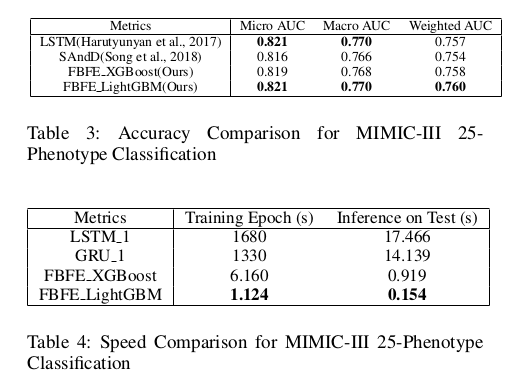 Metrics Micro AUC Macro AUC Weighted AUC
LSTM(Harutyunyan et al., 2017) 0.821 0.770 0.757
SAndD(Song et al., 2018) 0.816 0.766 0.754
FBFE_XGBoost(Ours) 0.819 0.768 0.758
FBFE_LightGBM(Ours) 0.821 0.770 0.760
Table 3: Accuracy Comparison for MIMIC-III 25-
Phenotype Classification
Metrics Training Epoch (s) Inference on Test (s)
LSTM_1 1680 17.466
GRU_1 1330 14.139
FBFE_XGBoost 6.160 0.919
FBFE_LightGBM 1.124 0.154
Table 4: Speed Comparison for MIMIC-III 25-Phenotype
Classification